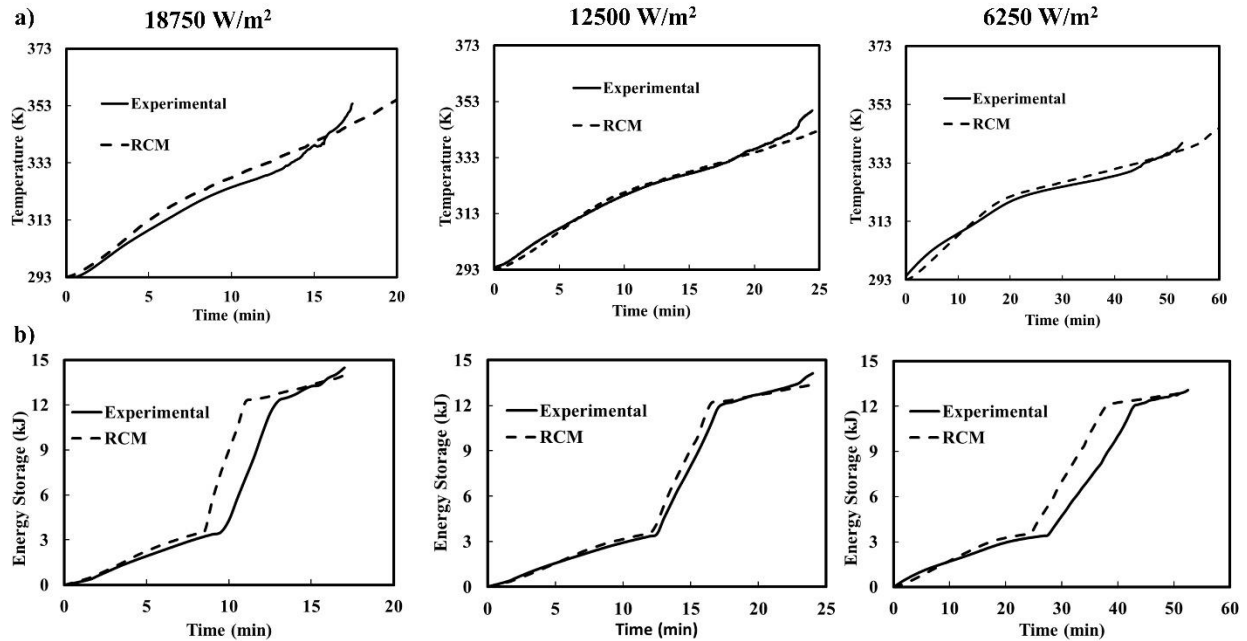 a)
18750 W/m²
12500 W/m²
6250 W/m²
373
353
333
313
293
Temperature (K)
Experimental
RCM
0 5 10 15 20
Time (min)
373
353
333
313
293
Temperature (K)
Experimental
RCM
0 5 10 15 20 25
Time (min)
373
353
333
313
293
Temperature (K)
Experimental
RCM
0 10 20 30 40 50 60
Time (min)
b)
15
12
9
6
3
0
Energy Storage (kJ)
Experimental
RCM
0 5 10 15 20
Time (min)
15
12
9
6
3
0
Energy Storage (kJ)
Experimental
RCM
0 5 10 15 20 25
Time (min)
15
12
9
6
3
0
Energy Storage (kJ)
Experimental
RCM
0 10 20 30 40 50 60
Time (min)